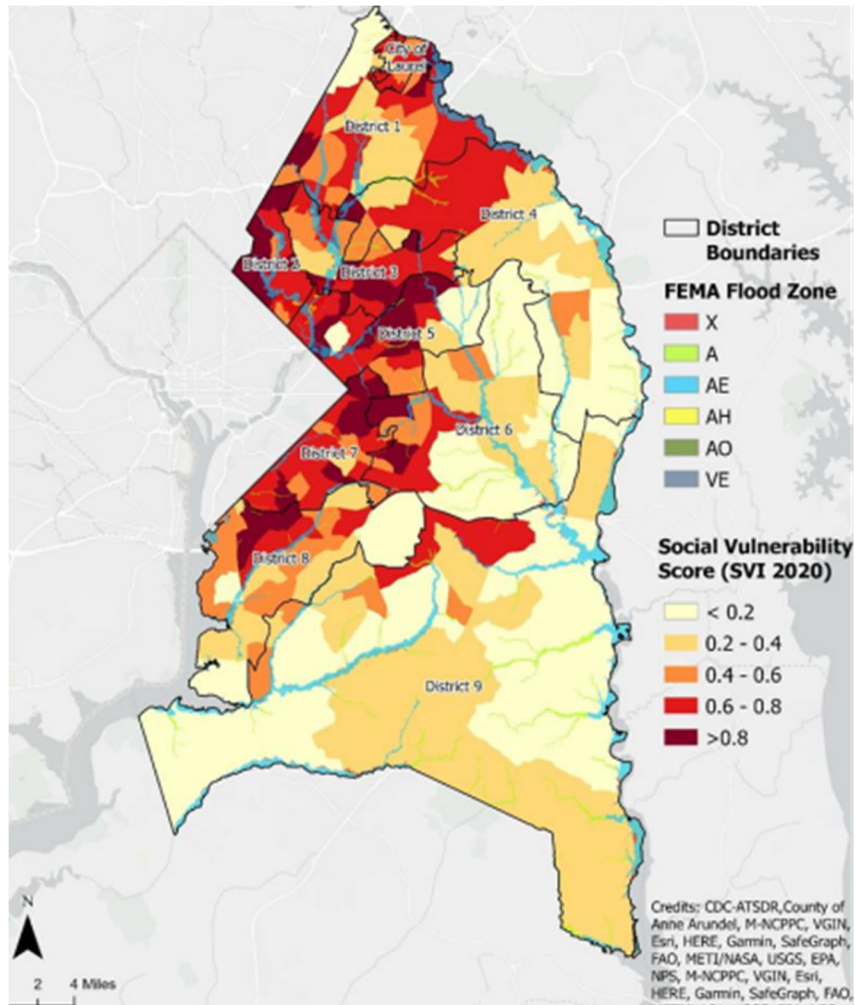 City of
Laurel
District 1
District 4
District 2
District 3
District 5
District 6
District 7
District 8
District 9
District
Boundaries
FEMA Flood Zone
X
A
AE
AH
AO
VE
Social Vulnerability
Score (SVI 2020)
< 0.2
0.2 - 0.4
0.4 - 0.6
0.6 - 0.8
>0.8
N
2 4 Miles
Credits: CDC-ATSDR,County of
Anne Arundel, M-NCPPC, VGIN,
Esri, HERE, Garmin, SafeGraph,
FAO, METI/NASA, USGS, EPA,
NPS, M-NCPPC, VGIN, Esri,
HERE, Garmin, SafeGraph, FAO,